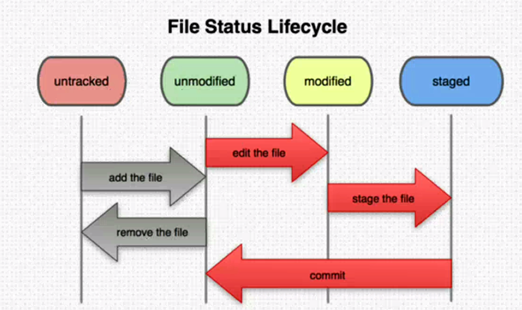 File Status Lifecycle
untracked
unmodified
modified
staged
edit the file
add the file
stage the file
remove the file
commit